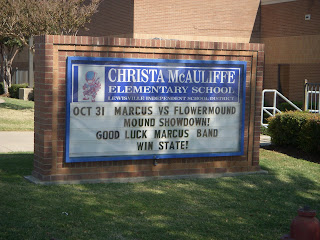 CHRISTA McAULIFFE
ELEMENTARY SCHOOL
LEWISVILLE INDEPENDENT SCHOOL DISTRICT
OCT 31 MARCUS VS FLOWERMOUND
MOUND SHOWDOWN!
GOOD LUCK MARCUS BAND
WIN STATE!